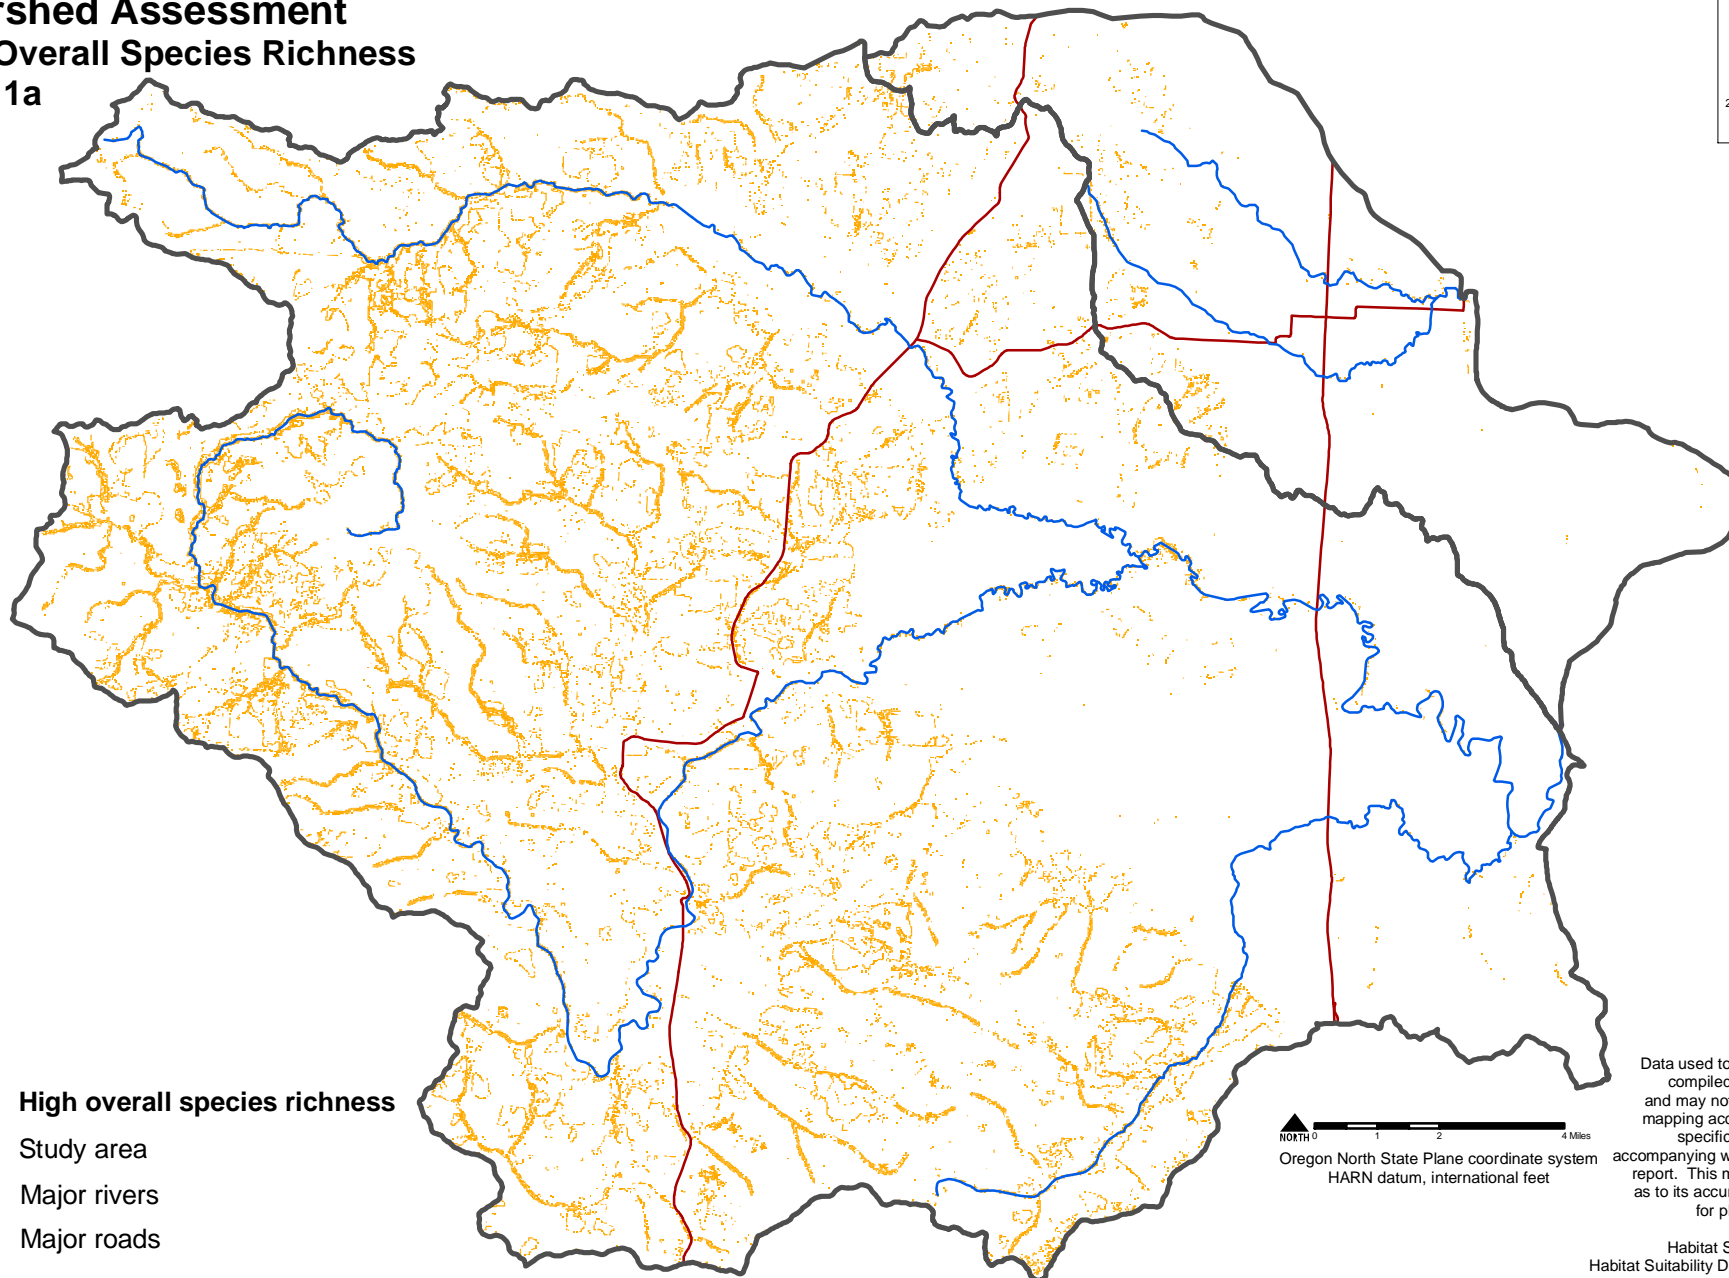 rshed Assessment
Overall Species Richness
1a
2
High overall species richness
Study area
Major rivers
Major roads
NORTH
0 1 2 4 Miles
Oregon North State Plane coordinate system
HARN datum, international feet
Data used to
compiled
and may not
mapping acc
specific
accompanying w
report. This m
as to its accur
for pl
Habitat S
Habitat Suitability D